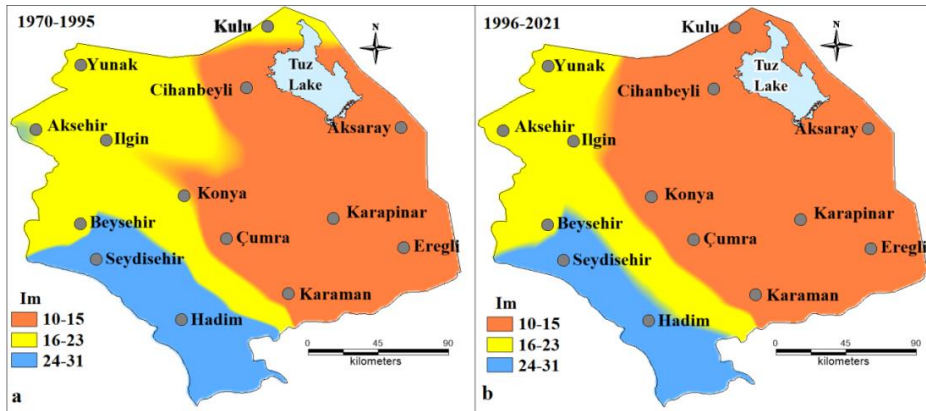 1970-1995
Kulu
N
Yunak
Tuz
Lake
Cihanbeyli
Aksehir
Ilgin
Aksaray
Konya
Karapinar
Beysehir
Çumra
Eregli
Seydisehir
Karaman
Hadim
Im
10-15
16-23
24-31
0 45 90
kilometers
a
1996-2021
Kulu
N
Yunak
Tuz
Lake
Cihanbeyli
Aksehir
Ilgin
Aksaray
Konya
Karapinar
Beysehir
Çumra
Eregli
Seydisehir
Karaman
Hadim
Im
10-15
16-23
24-31
0 45 90
kilometers
b